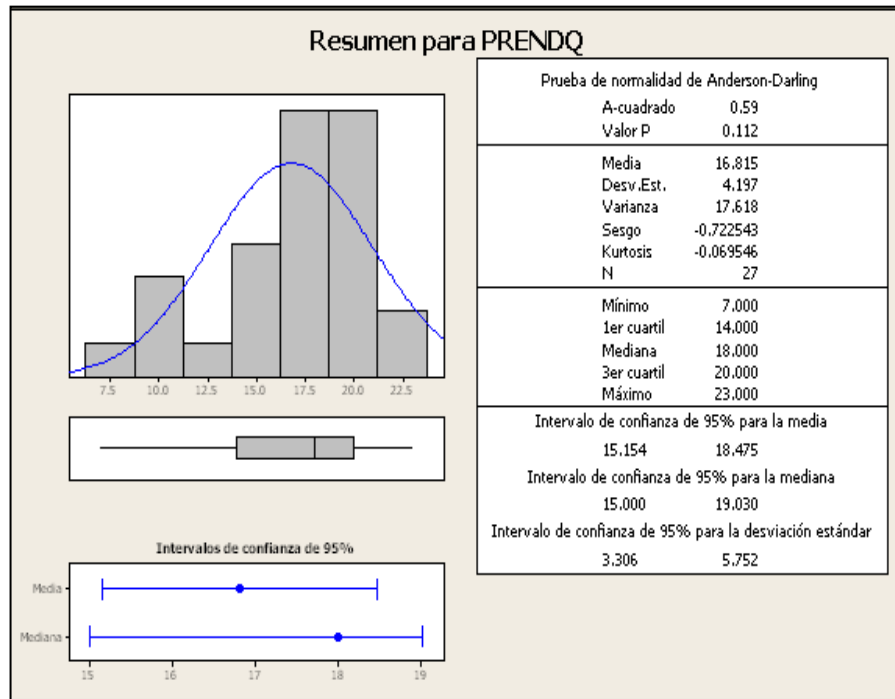 Resumen para PRENDQ
7.5 10.0 12.5 15.0 17.5 20.0 22.5
Intervalos de confianza de 95%
Media
Mediana
15 16 17 18 19
Prueba de normalidad de Anderson-Darling
A-cuadrado 0.59
Valor P 0.112
Media 16.815
Desv.Est. 4.197
Varianza 17.618
Sesgo -0.722543
Kurtosis -0.069546
N 27
Mínimo 7.000
1er cuartil 14.000
Mediana 18.000
3er cuartil 20.000
Máximo 23.000
Intervalo de confianza de 95% para la media
15.154 18.475
Intervalo de confianza de 95% para la mediana
15.000 19.030
Intervalo de confianza de 95% para la desviación estándar
3.306 5.752